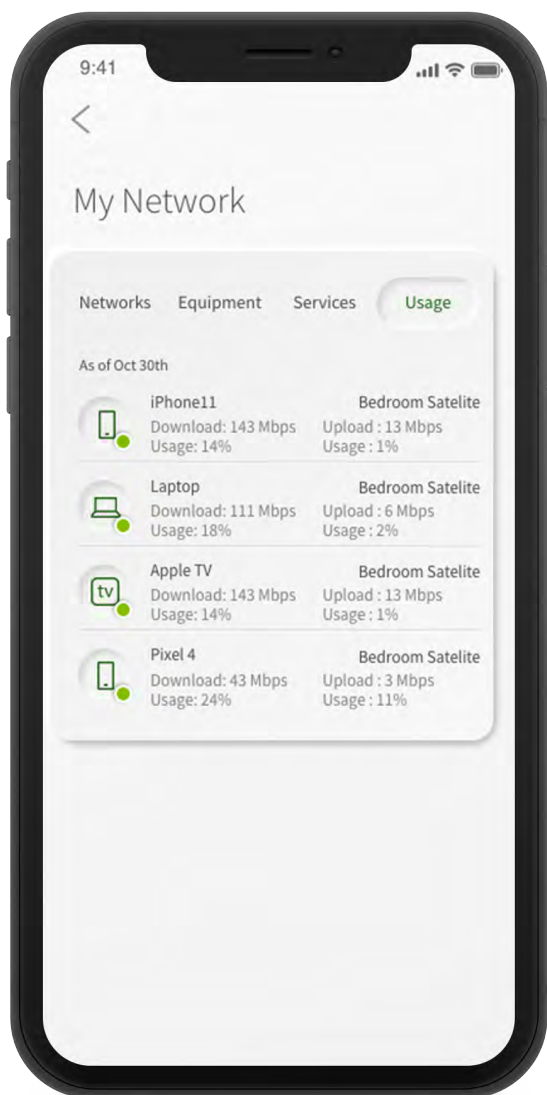 9:41
My Network
Networks Equipment Services Usage
As of Oct 30th
iPhone11 Bedroom Satelite
Download: 143 Mbps Upload : 13 Mbps
Usage: 14% Usage : 1%
Laptop Bedroom Satelite
Download: 111 Mbps Upload : 6 Mbps
Usage: 18% Usage : 2%
tv Apple TV Bedroom Satelite
Download: 143 Mbps Upload : 13 Mbps
Usage: 14% Usage : 1%
Pixel 4 Bedroom Satelite
Download: 43 Mbps Upload : 3 Mbps
Usage: 24% Usage : 11%